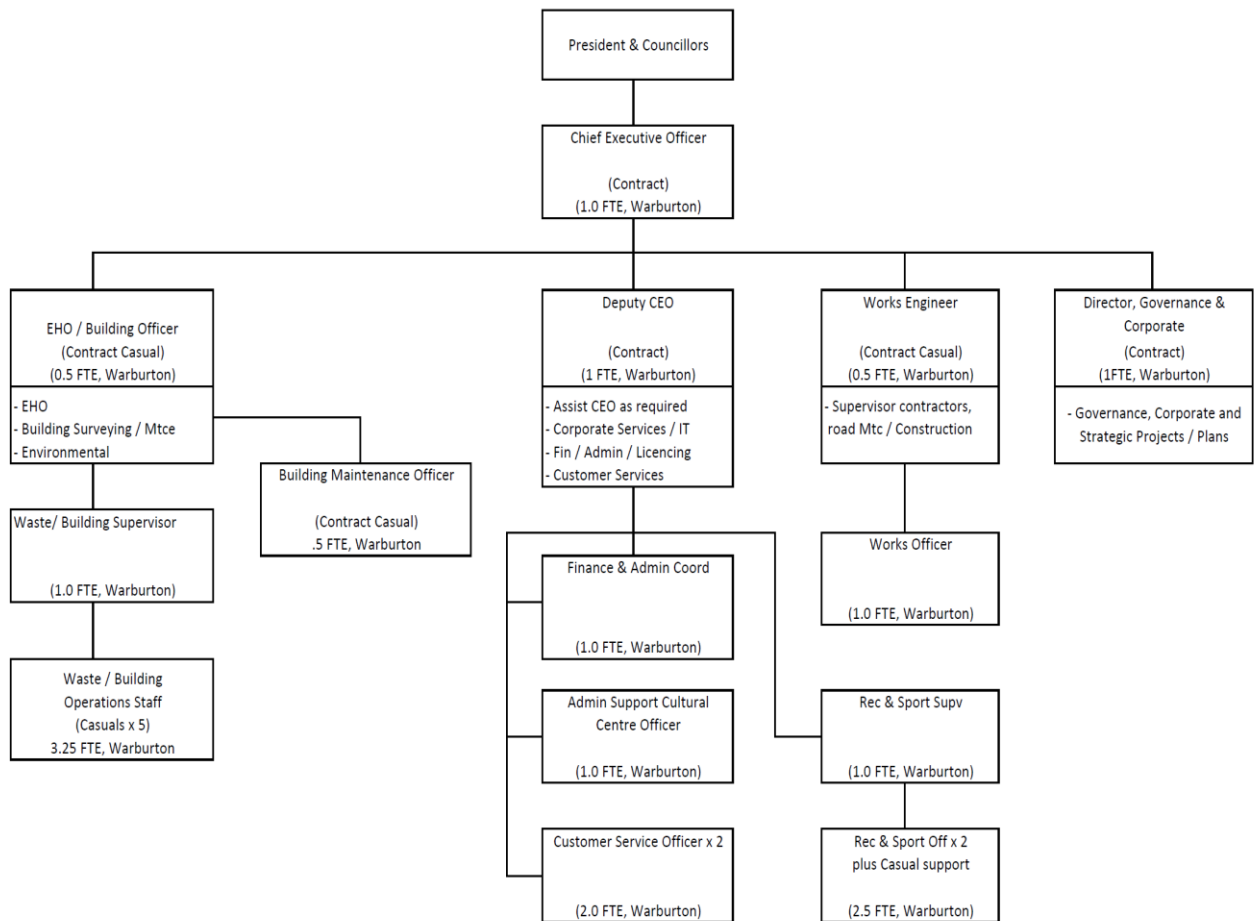 President & Councillors
Chief Executive Officer
(Contract)
(1.0 FTE, Warburton)
EHO / Building Officer
(Contract Casual)
(0.5 FTE, Warburton)
- EHO
- Building Surveying / Mtce
- Environmental
Building Maintenance Officer
(Contract Casual)
.5 FTE, Warburton
Waste/ Building Supervisor
(1.0 FTE, Warburton)
Waste / Building
Operations Staff
(Casuals x 5)
3.25 FTE, Warburton
Deputy CEO
(Contract)
(1 FTE, Warburton)
- Assist CEO as required
- Corporate Services / IT
- Fin / Admin / Licencing
- Customer Services
Finance & Admin Coord
(1.0 FTE, Warburton)
Admin Support Cultural
Centre Officer
(1.0 FTE, Warburton)
Customer Service Officer x 2
(2.0 FTE, Warburton)
Works Engineer
(Contract Casual)
(0.5 FTE, Warburton)
- Supervisor contractors,
road Mtc / Construction
Works Officer
(1.0 FTE, Warburton)
Rec & Sport Supv
(1.0 FTE, Warburton)
Rec & Sport Off x 2
plus Casual support
(2.5 FTE, Warburton)
Director, Governance &
Corporate
(Contract)
(1FTE, Warburton)
- Governance, Corporate and
Strategic Projects / Plans